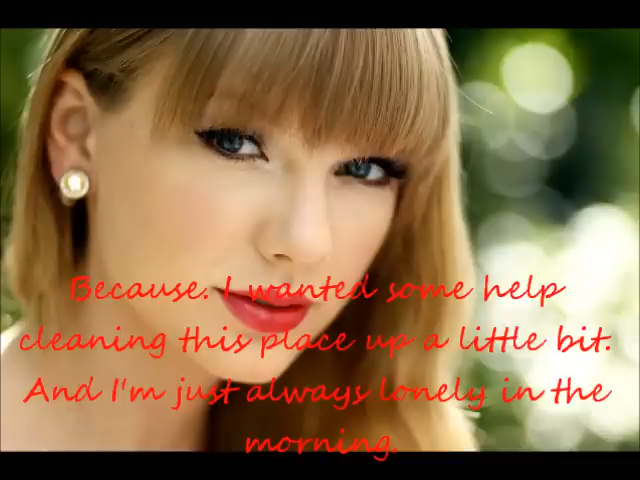 Because. I wanted some help
cleaning this place up a little bit.
And I'm just always lonely in the
morning.